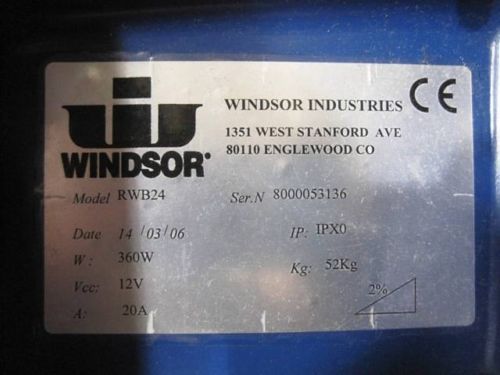 WINDSOR
WINDSOR INDUSTRIES CE
1351 WEST STANFORD AVE
80110 ENGLEWOOD CO
Model RWB24 Ser.N 8000053136
Date 14/03/06 IP: IPX0
W: 360W Kg: 52Kg
Vcc: 12V 2%
A: 20A